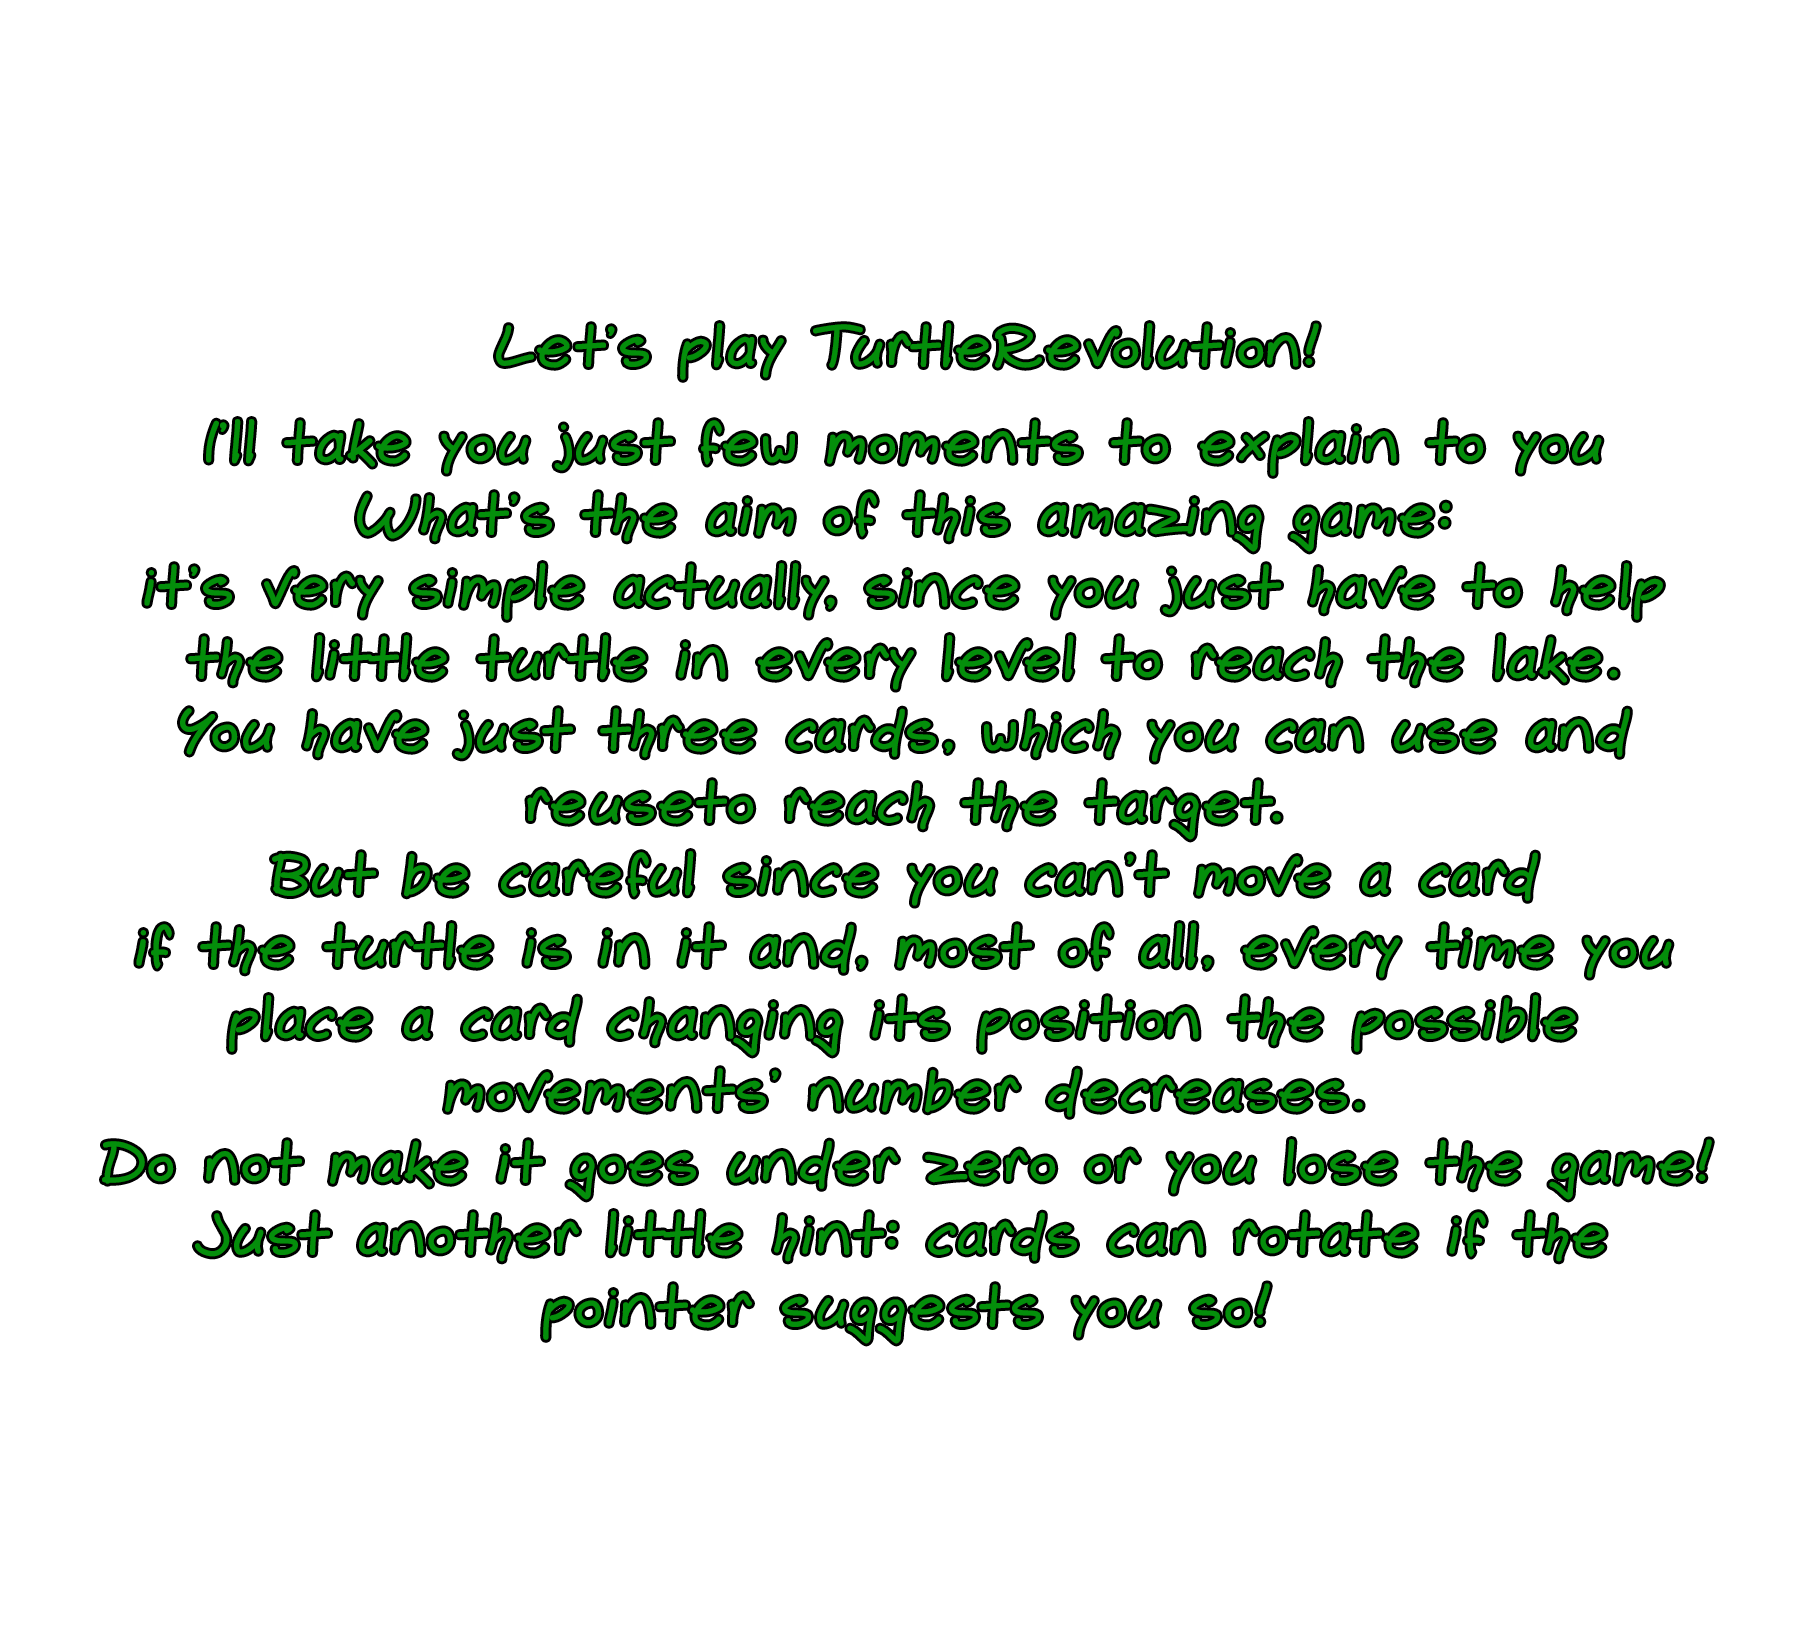 Let's play TurtleRevolution!
I'll take you just few moments to explain to you
What's the aim of this amazing game:
it's very simple actually, since you just have to help
the little turtle in every level to reach the lake.
You have just three cards, which you can use and
reuseto reach the target.
But be careful since you can't move a card
if the turtle is in it and, most of all, every time you
place a card changing its position the possible
movements' number decreases.
Do not make it goes under zero or you lose the game!
Just another little hint: cards can rotate if the
pointer suggests you so!